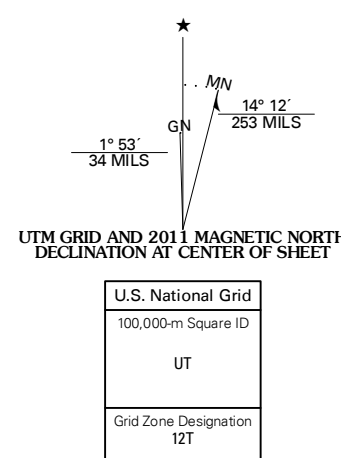 ★
MN
GN
14° 12´
253 MILS
1° 53´
34 MILS
UTM GRID AND 2011 MAGNETIC NORTH
DECLINATION AT CENTER OF SHEET
U.S. National Grid
100,000-m Square ID
UT
Grid Zone Designation
12T